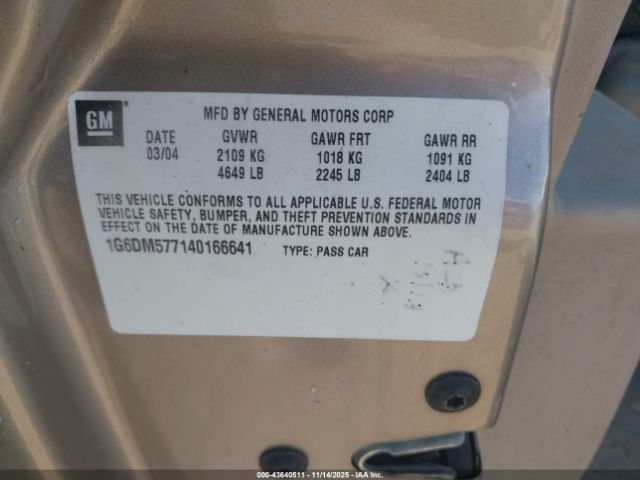 GM
MFD BY GENERAL MOTORS CORP
DATE GVWR GAWR FRT GAWR RR
03/04 2109 KG 1018 KG 1091 KG
4649 LB 2245 LB 2404 LB
THIS VEHICLE CONFORMS TO ALL APPLICABLE U.S. FEDERAL MOTOR
VEHICLE SAFETY, BUMPER, AND THEFT PREVENTION STANDARDS IN
EFFECT ON THE DATE OF MANUFACTURE SHOWN ABOVE.
1G6DM577140166641 TYPE: PASS CAR
000-43640511 - 11/14/2025 - IAA Inc.